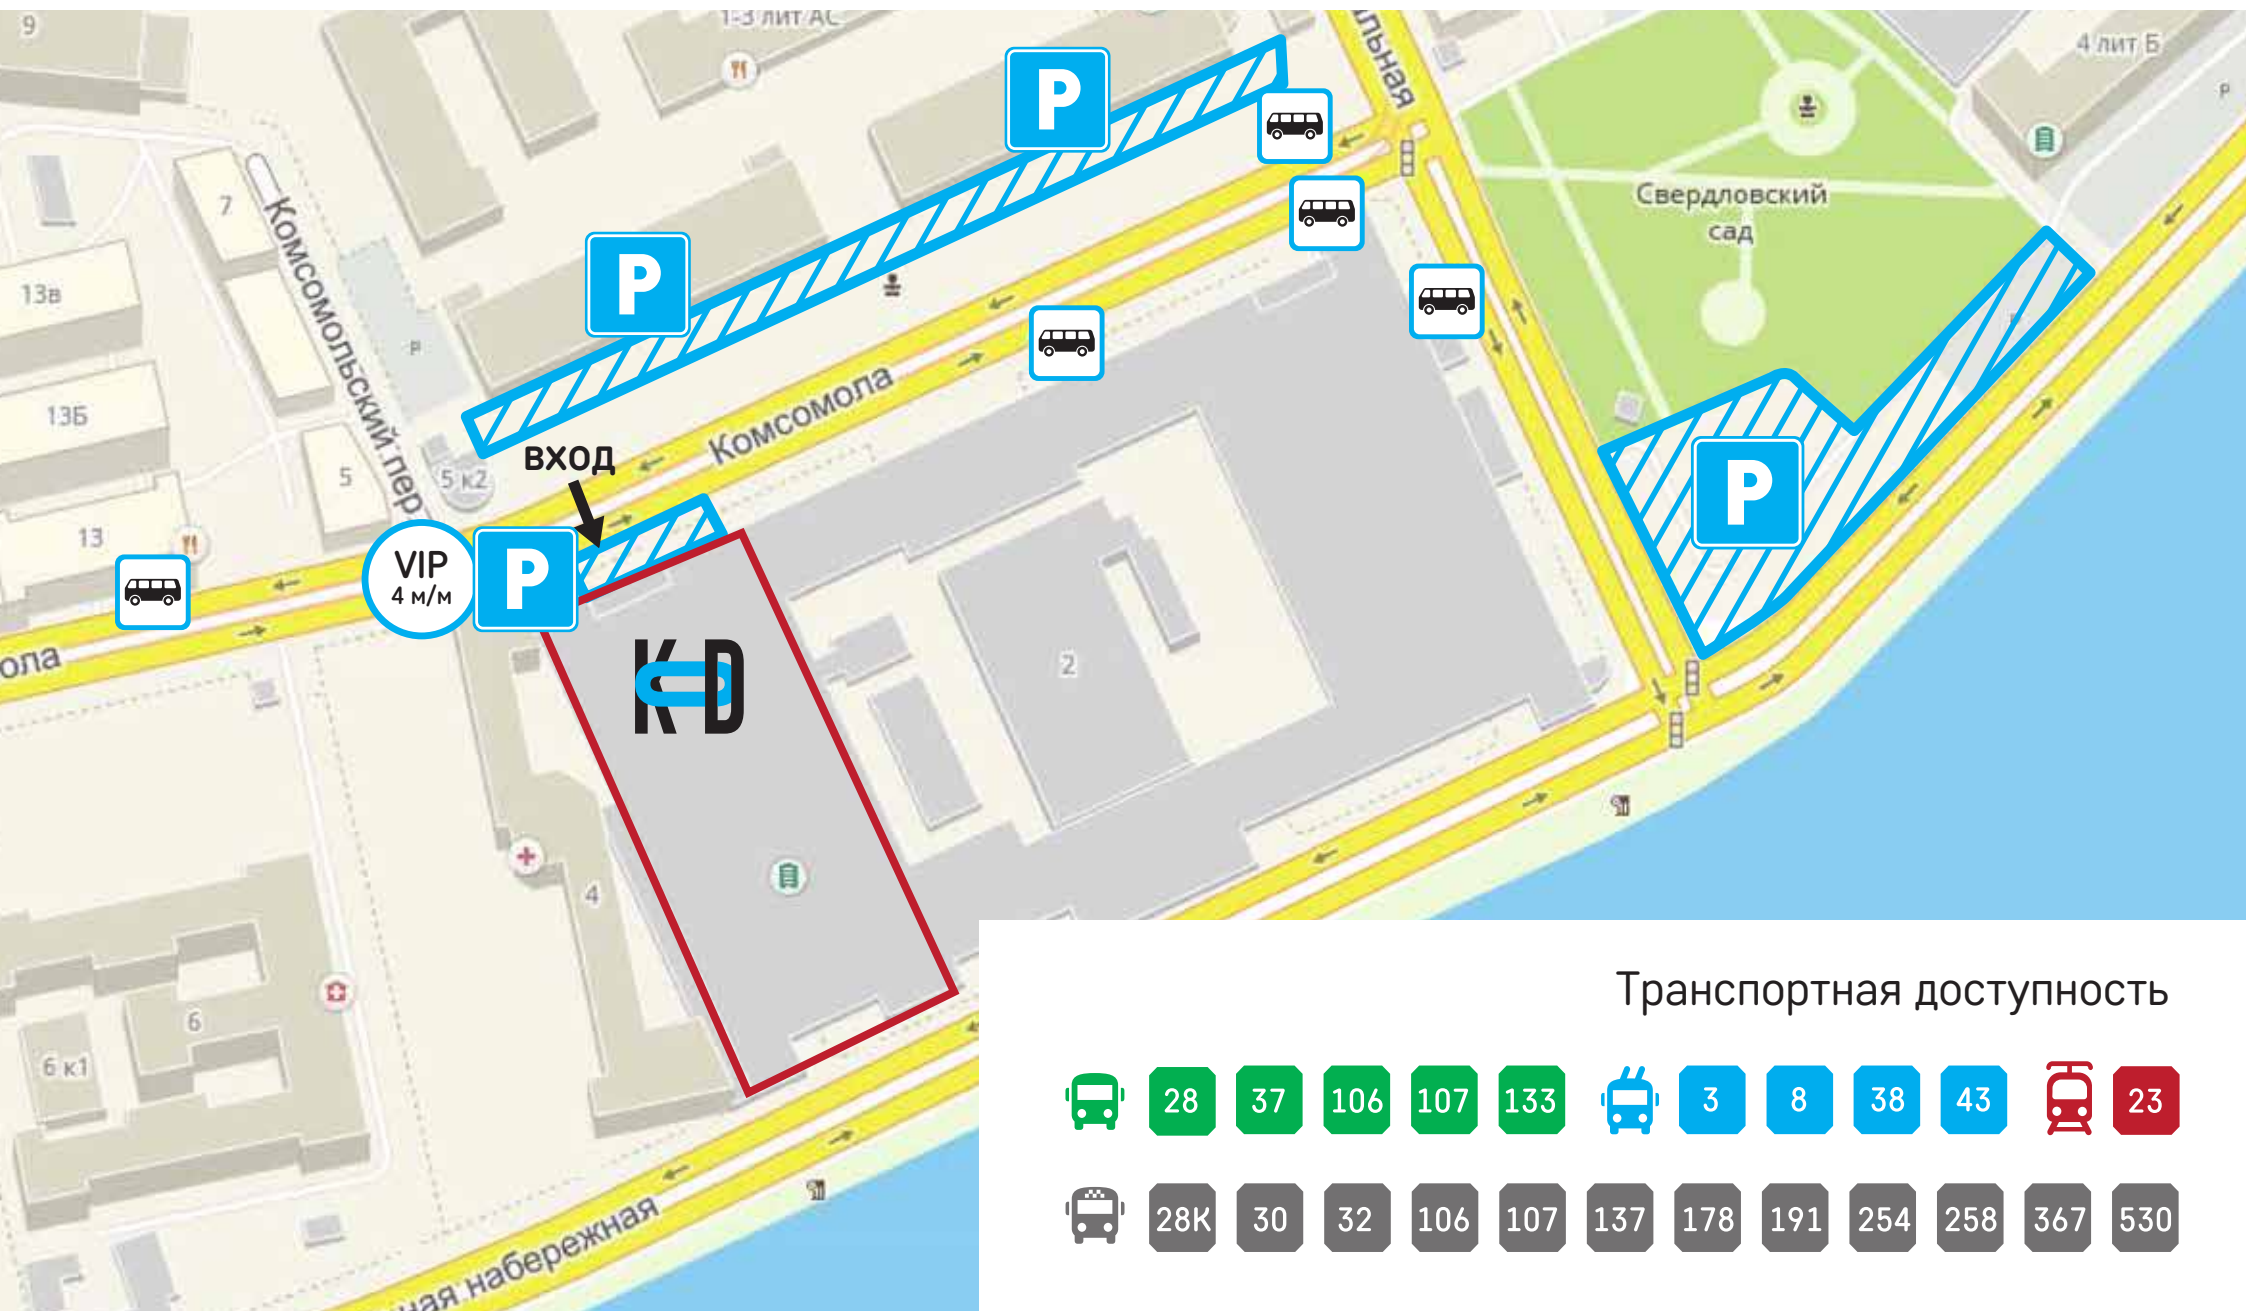 9
1-3 лит АС
льная
4 лит Б
P
P
Свердловский
сад
7
Комсомольский пер
P
13в
P
13Б
Комсомола
ВХОД
5
5 к2
P
13
VIP
4 м/м
P
ола
KD
2
4
6
6 к1
ная набережная
Транспортная доступность
28 37 106 107 133 3 8 38 43 23
28К 30 32 106 107 137 178 191 254 258 367 530